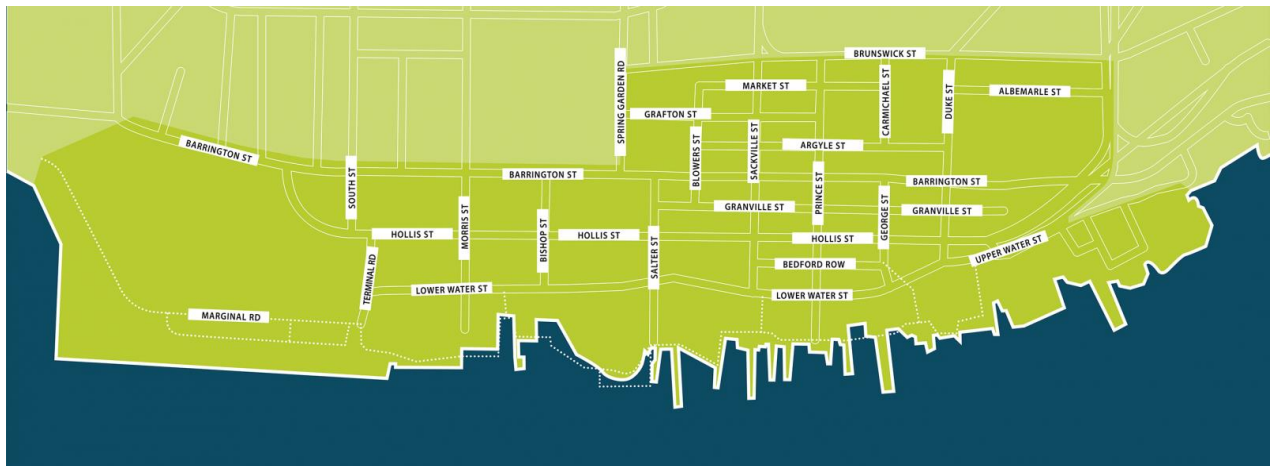 BRUNSWICK ST
SPRING GARDEN RD
MARKET ST
CARMICHAEL ST
DUKE ST
ALBEMARLE ST
GRAFTON ST
BARRINGTON ST
BLOWERS ST
SACKVILLE ST
ARGYLE ST
SOUTH ST
BARRINGTON ST
PRINCE ST
BARRINGTON ST
MORRIS ST
GRANVILLE ST
GEORGE ST
GRANVILLE ST
HOLLIS ST
BISHOP ST
HOLLIS ST
SALTER ST
HOLLIS ST
UPPER WATER ST
TERMINAL RD
BEDFORD ROW
LOWER WATER ST
LOWER WATER ST
MARGINAL RD